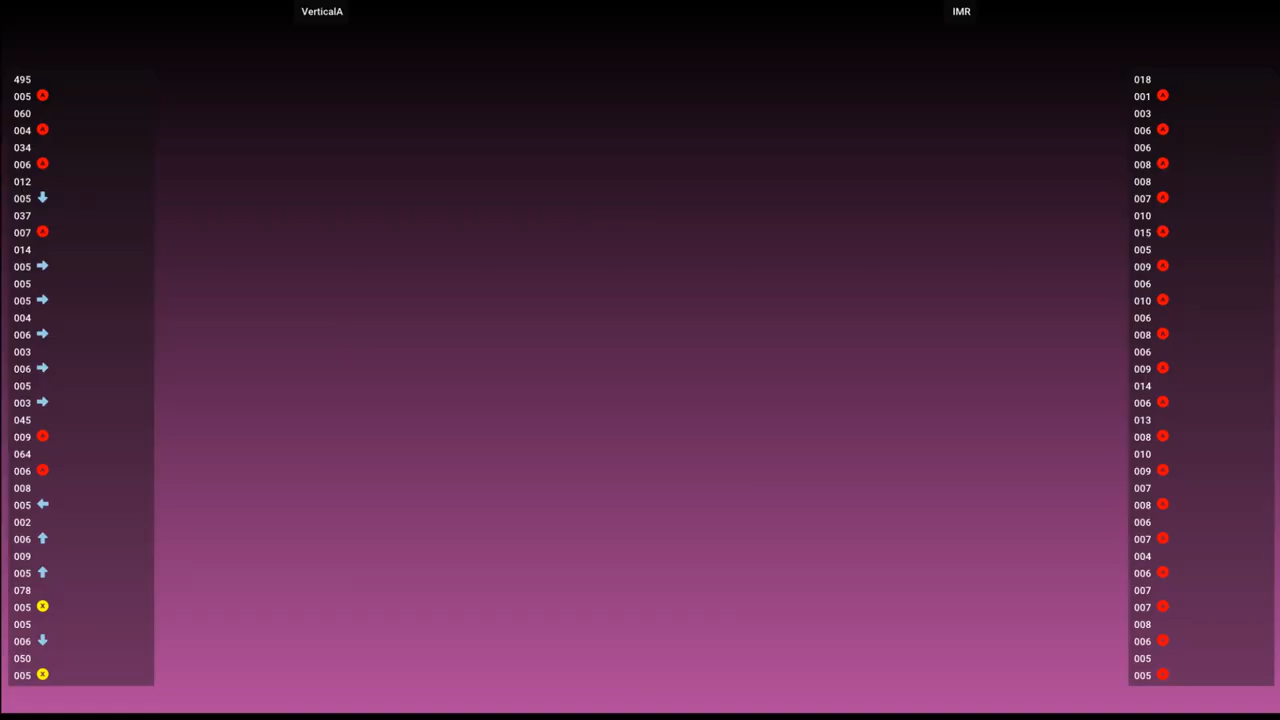 VerticalA
IMR
495
005 A
060
004 A
034
006 A
012
005
037
007 A
014
005
005
005
004
006
003
006
005
003
045
009 A
064
006 A
008
005
002
006
009
005
078
005 X
005
006
050
005 X
018
001 A
003
006 A
006
008 A
008
007 A
010
015 A
005
009 A
006
010 A
006
008 A
006
009 A
014
006 A
013
008 A
010
009 A
007
008 A
006
007
004
006
007
007
008
006
005
005